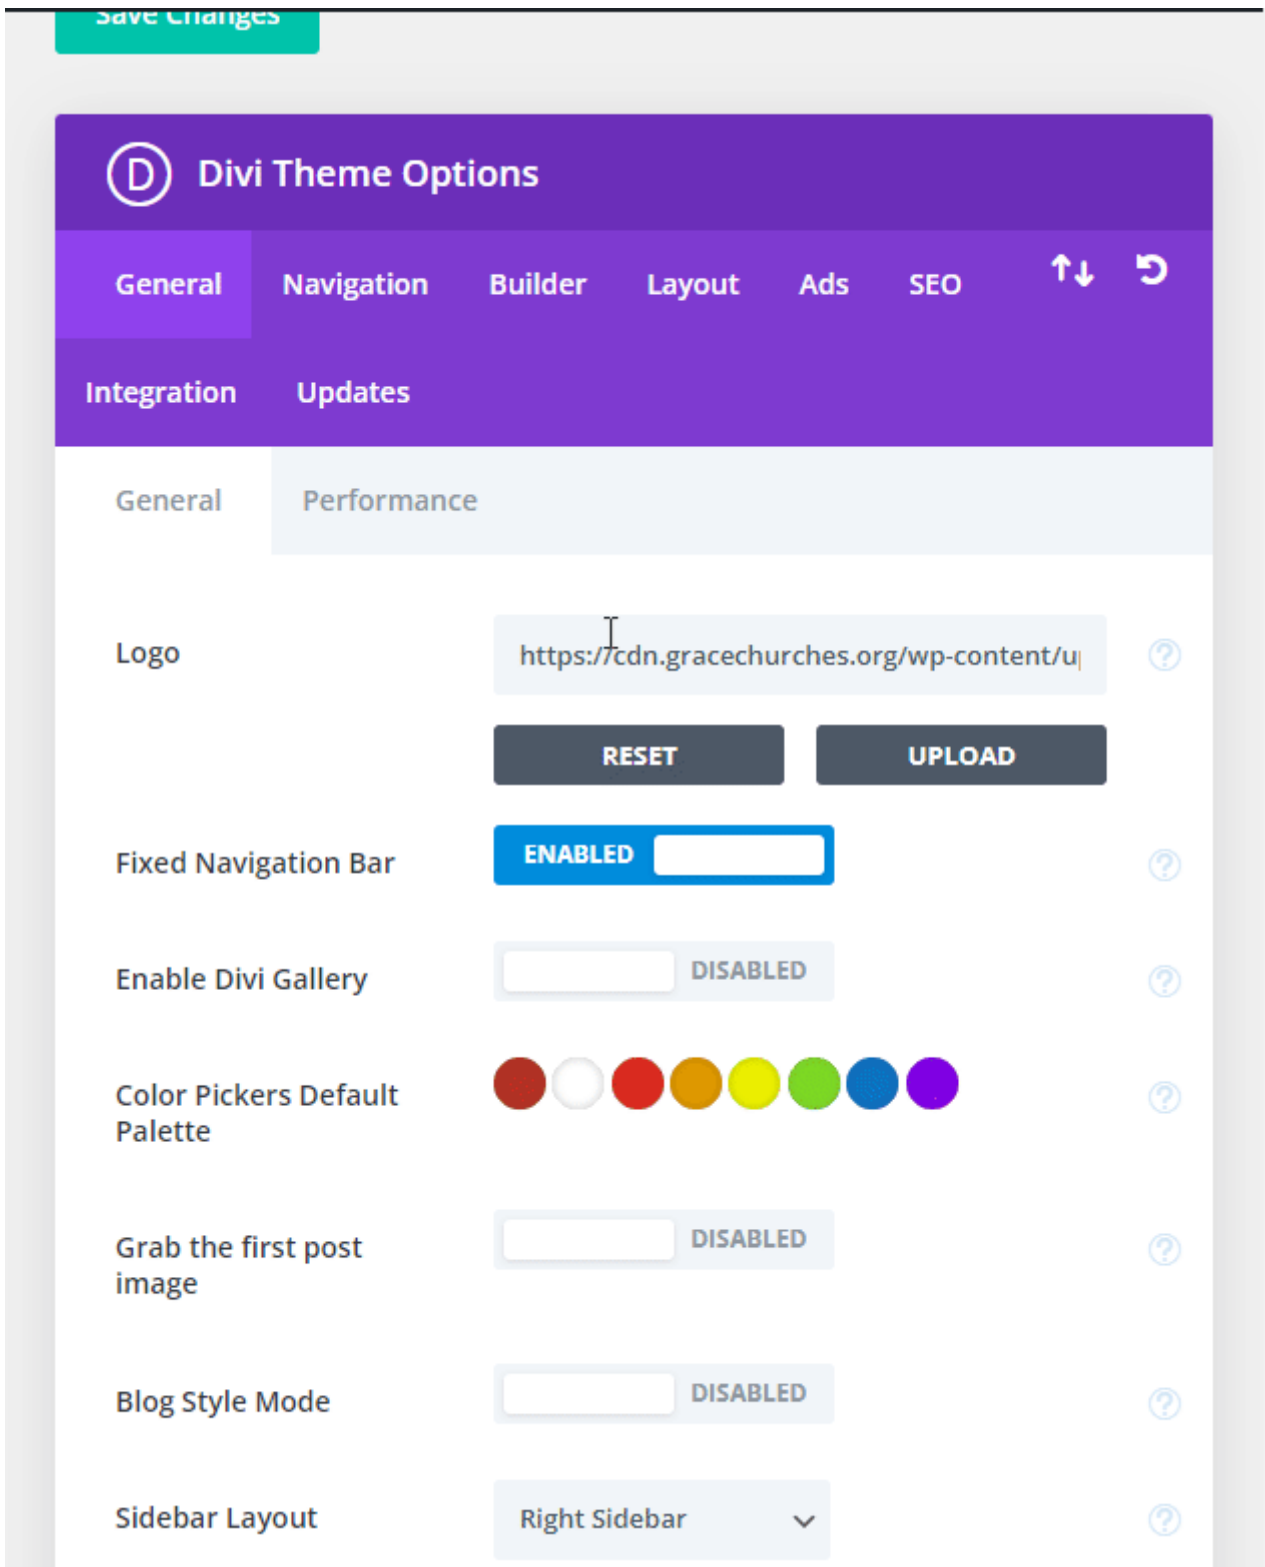 Save Changes
D Divi Theme Options
General Navigation Builder Layout Ads SEO
Integration Updates
General Performance
Logo https://cdn.gracechurches.org/wp-content/u
RESET UPLOAD
Fixed Navigation Bar ENABLED ?
Enable Divi Gallery DISABLED ?
Color Pickers Default
Palette ?
Grab the first post
image DISABLED ?
Blog Style Mode DISABLED ?
Sidebar Layout Right Sidebar ?